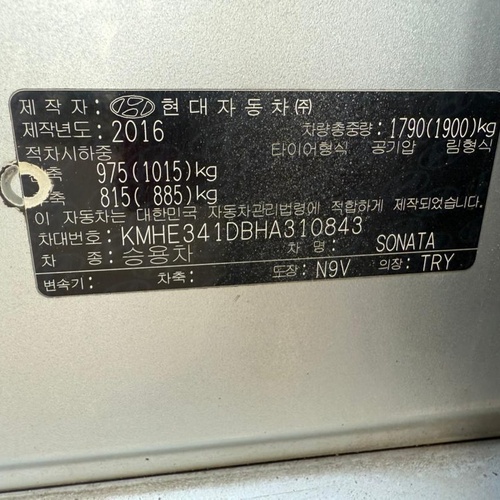 제작자: 현대자동차㈜
제작년도: 2016 차량총중량: 1790(1900)kg
적차시하중 타이어형식 공기압 림형식
축 975(1015)kg
축 815( 885)kg
이 자동차는 대한민국 자동차관리법령에 적합하게 제작되었습니다
차대번호: KMHE341DBHA310843
차종: 승용차 차명: SONATA
변속기: 차축: 도장: N9V 의장: TRY